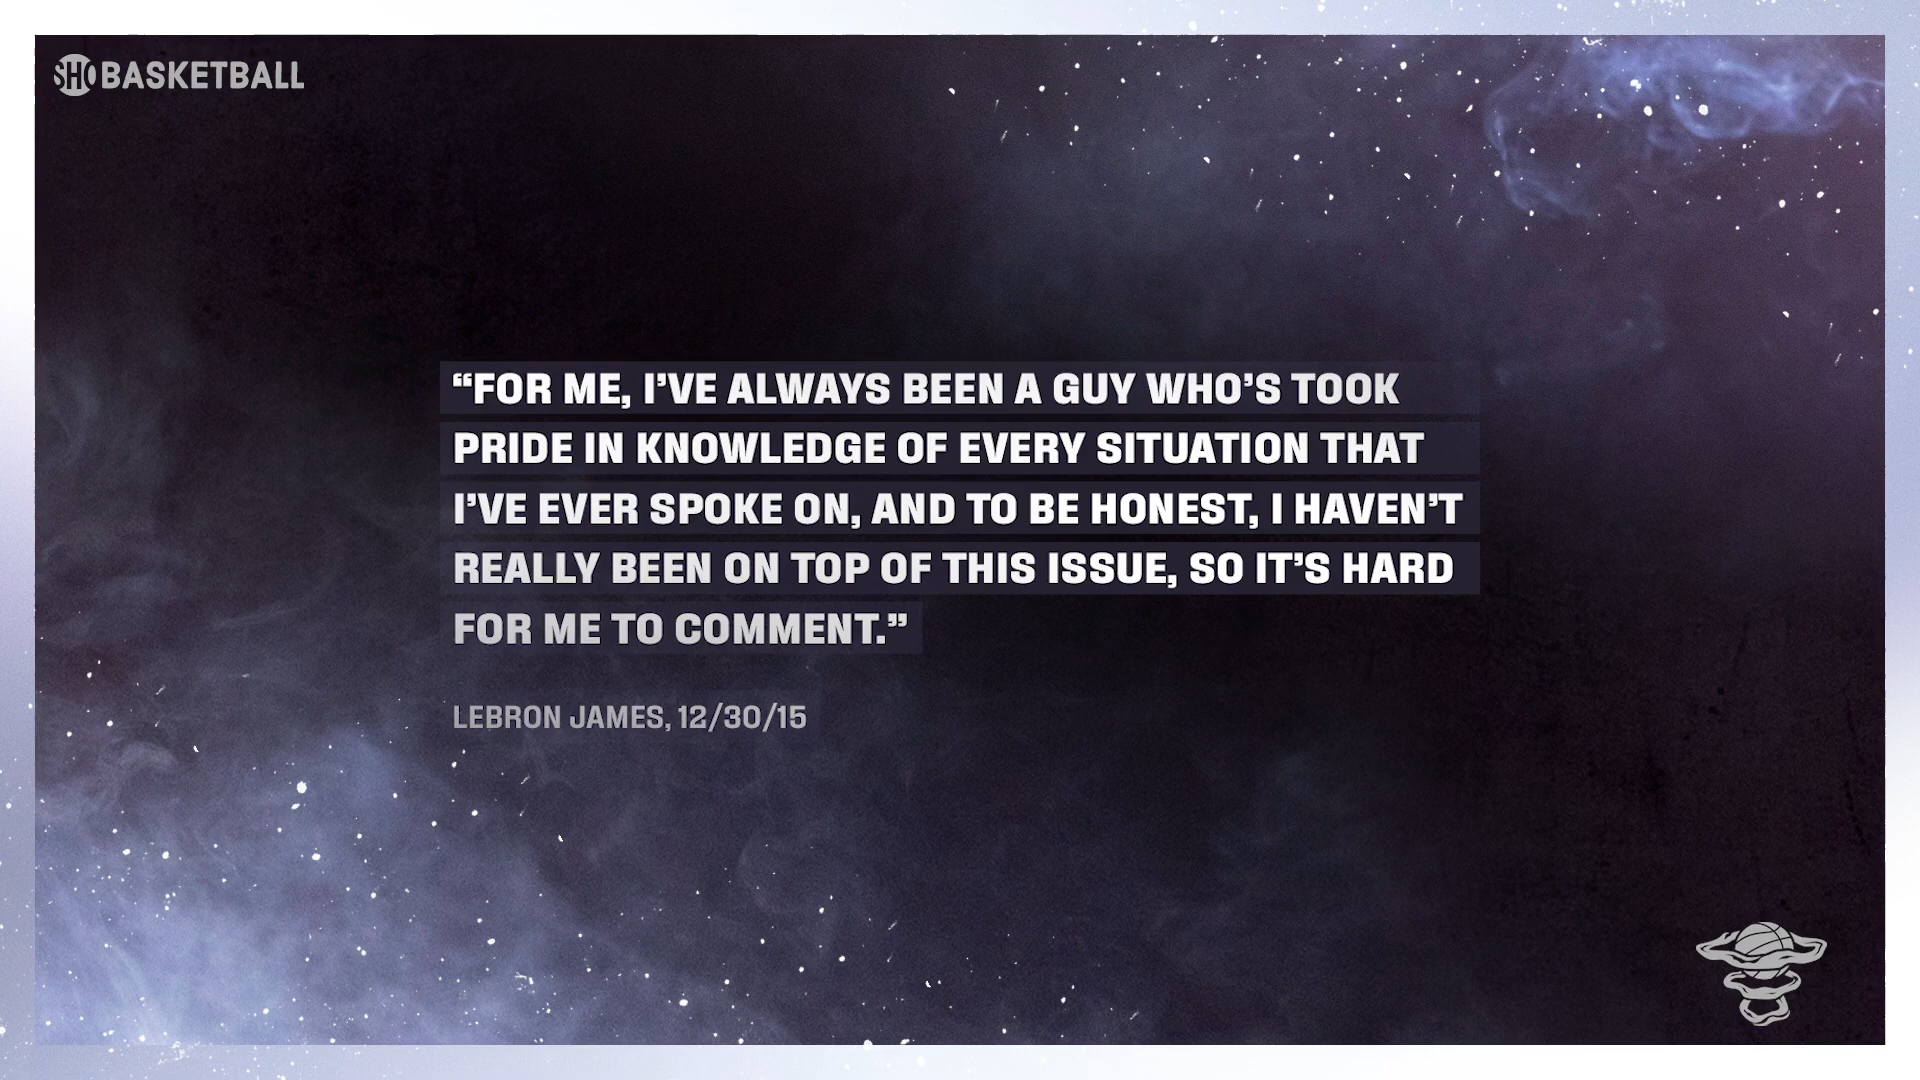 SHO BASKETBALL
“FOR ME, I’VE ALWAYS BEEN A GUY WHO’S TOOK
PRIDE IN KNOWLEDGE OF EVERY SITUATION THAT
I’VE EVER SPOKE ON, AND TO BE HONEST, I HAVEN’T
REALLY BEEN ON TOP OF THIS ISSUE, SO IT’S HARD
FOR ME TO COMMENT.”
LEBRON JAMES, 12/30/15